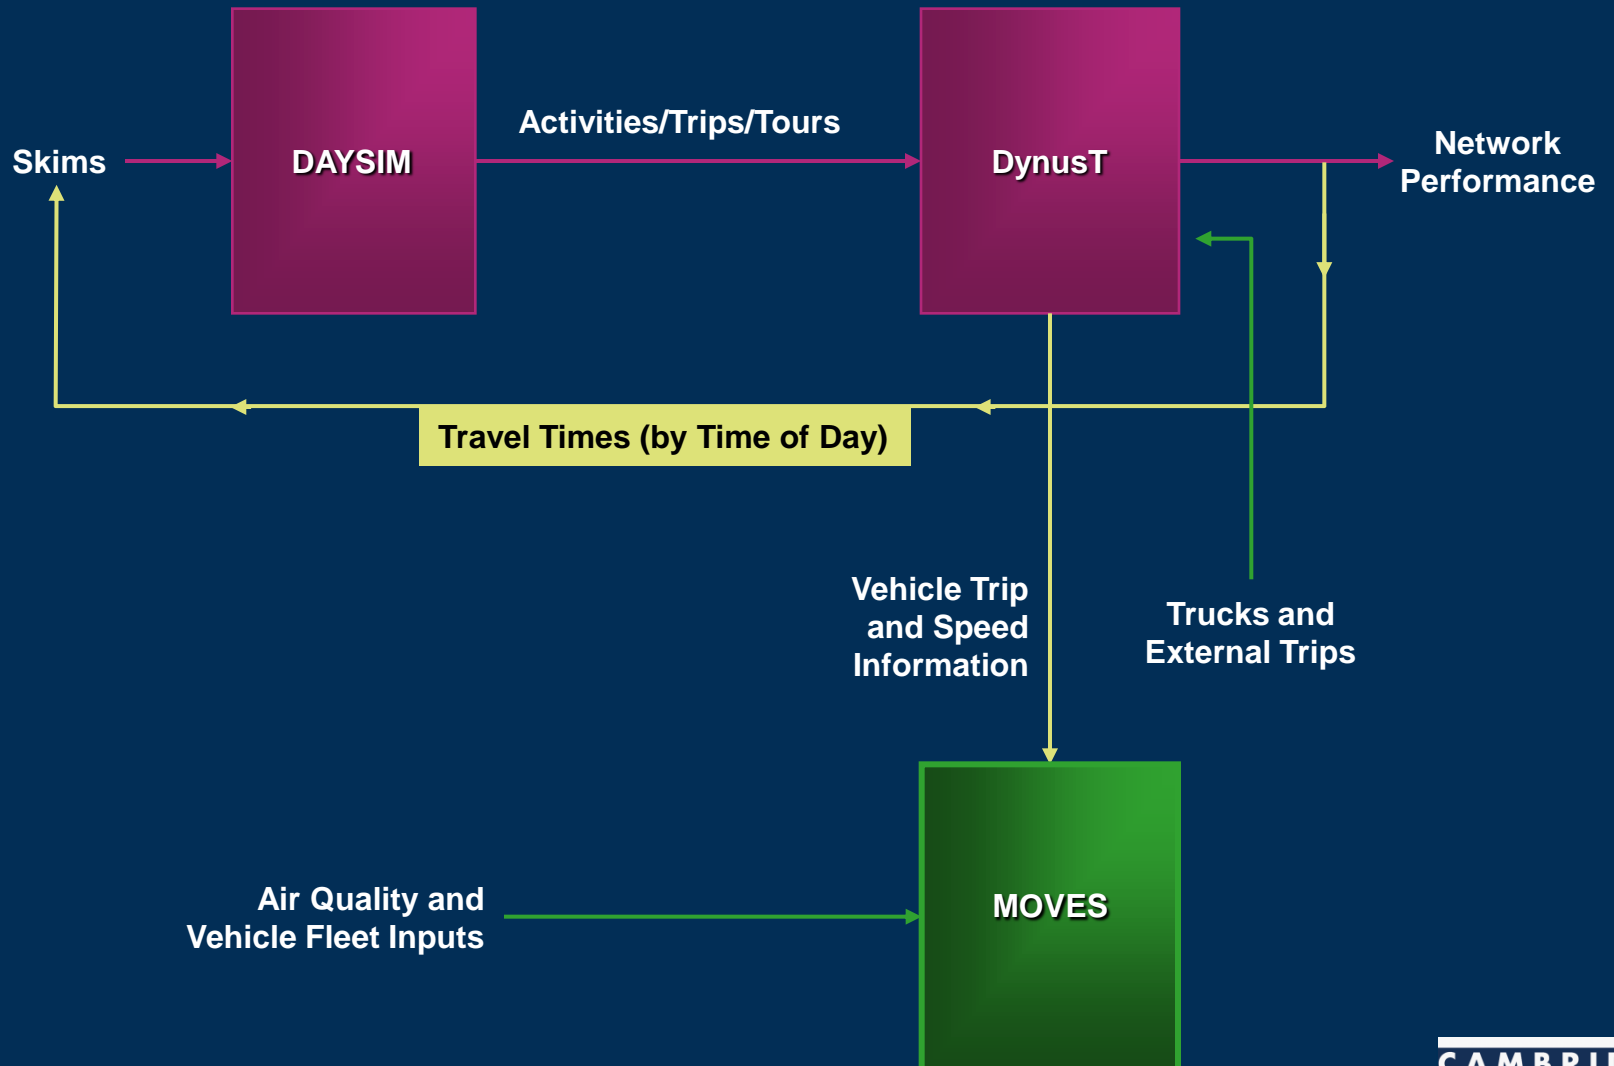 Activities/Trips/Tours
Skims
DAYSIM
DynusT
Network
Performance
Travel Times (by Time of Day)
Vehicle Trip
and Speed
Information
Trucks and
External Trips
Air Quality and
Vehicle Fleet Inputs
MOVES